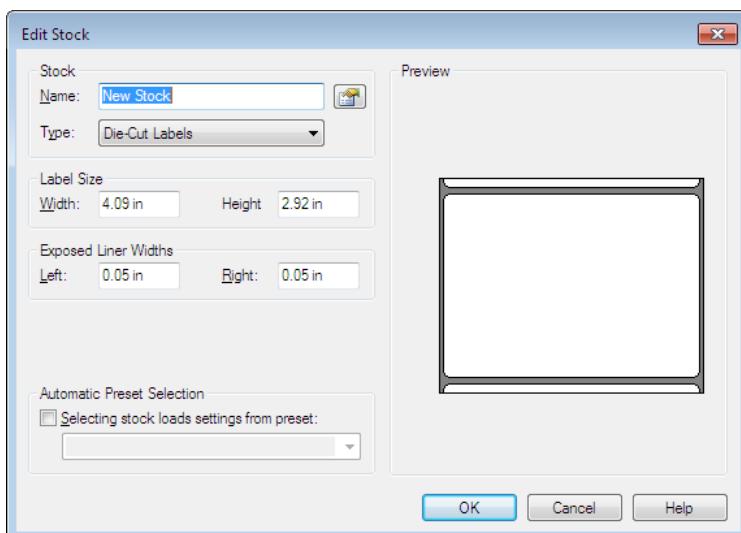 Edit Stock
Stock
Name: New Stock
Type: Die-Cut Labels
Label Size
Width: 4.09 in Height 2.92 in
Exposed Liner Widths
Left: 0.05 in Right: 0.05 in
Automatic Preset Selection
Selecting stock loads settings from preset:
Preview
OK Cancel Help